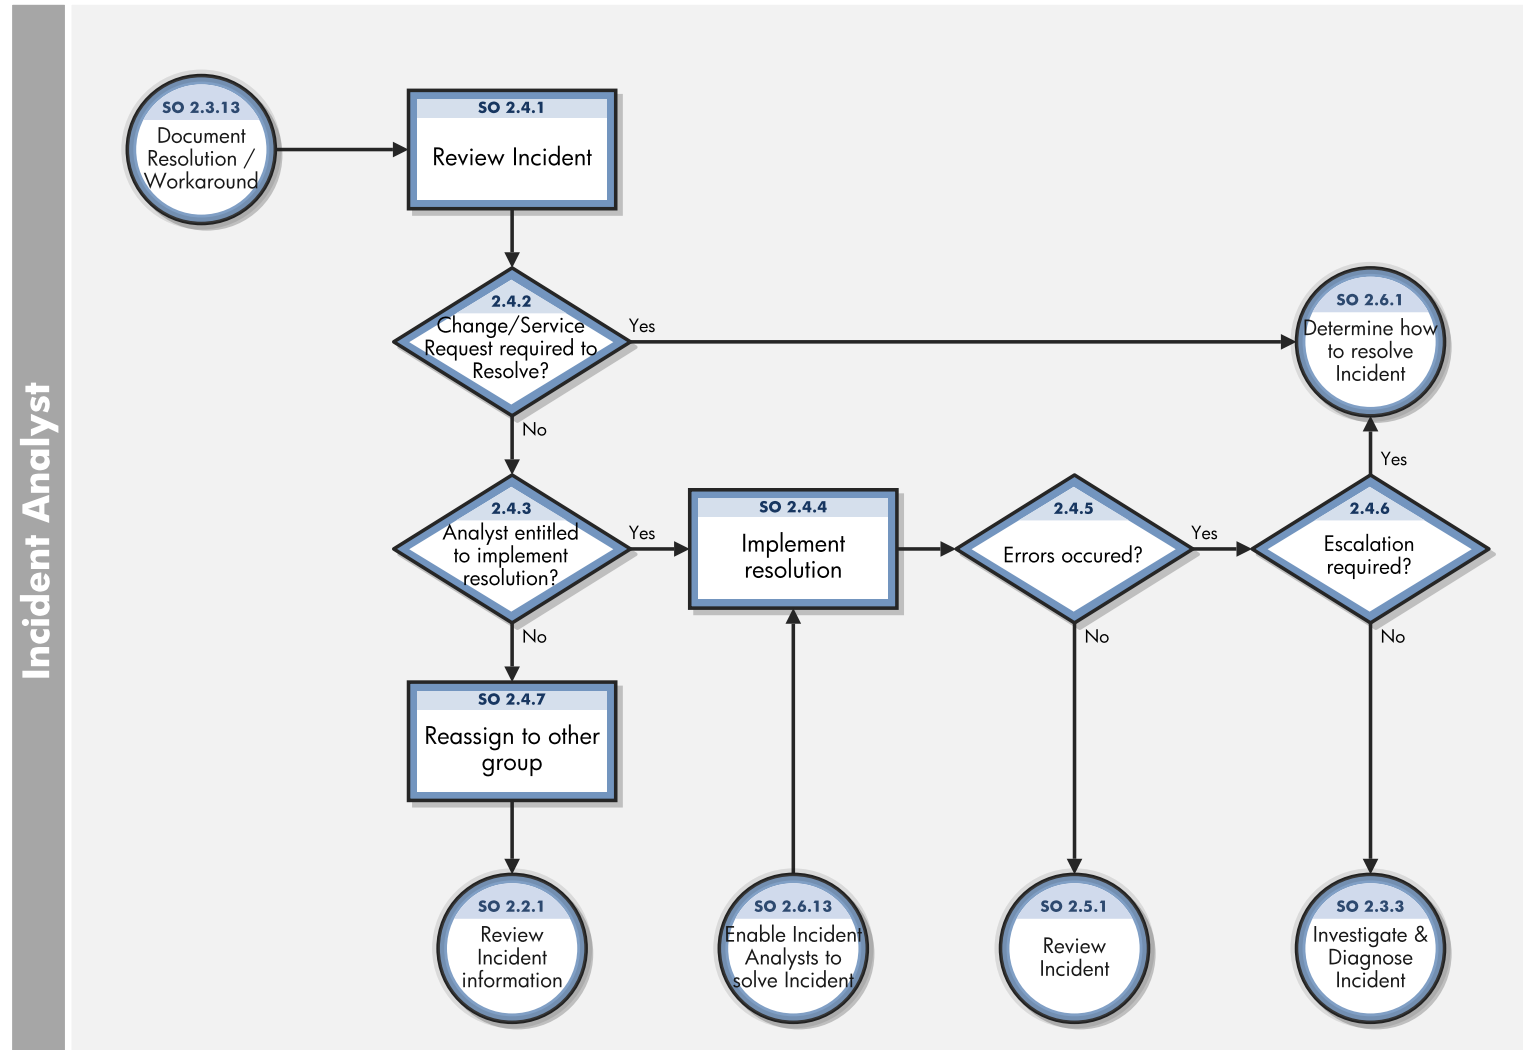 Incident Analyst
SO 2.3.13
Document
Resolution /
Workaround
SO 2.4.1
Review Incident
2.4.2
Change/Service
Request required to
Resolve?
Yes
No
SO 2.6.1
Determine how
to resolve
Incident
Yes
2.4.3
Analyst entitled
to implement
resolution?
Yes
No
SO 2.4.4
Implement
resolution
2.4.5
Errors occured?
Yes
No
2.4.6
Escalation
required?
No
SO 2.4.7
Reassign to other
group
SO 2.2.1
Review
Incident
information
SO 2.6.13
Enable Incident
Analysts to
solve Incident
SO 2.5.1
Review
Incident
SO 2.3.3
Investigate &
Diagnose
Incident